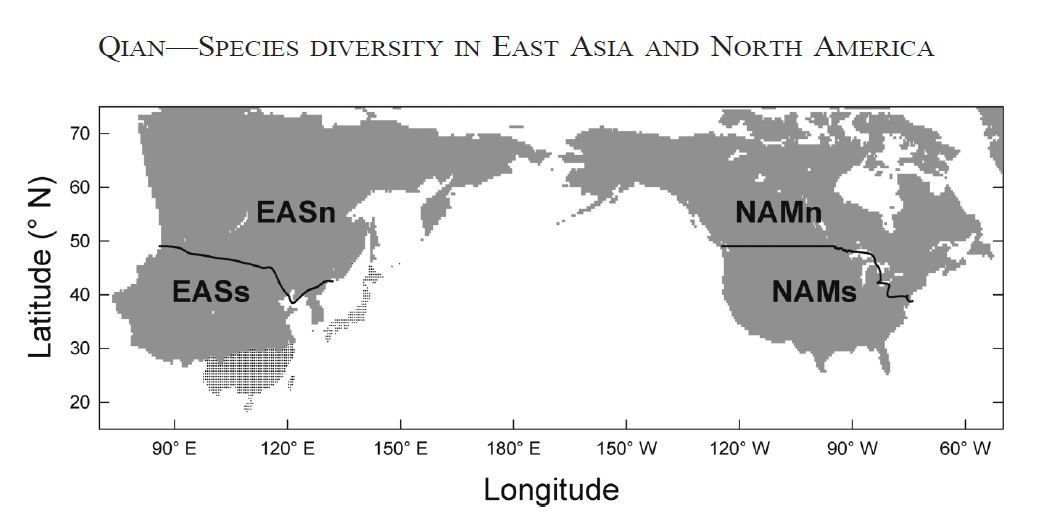 QIAN—SPECIES DIVERSITY IN EAST ASIA AND NORTH AMERICA
70
60
50
40
30
20
Latitude (° N)
EASn
EASs
NAMn
NAMs
90° E 120° E 150° E 180° E 150° W 120° W 90° W 60° W
Longitude